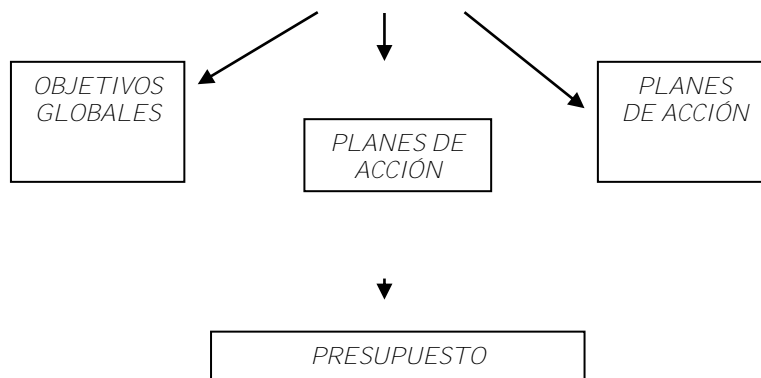 OBJETIVOS
GLOBALES
PLANES DE
ACCIÓN
PLANES
DE ACCIÓN
PRESUPUESTO